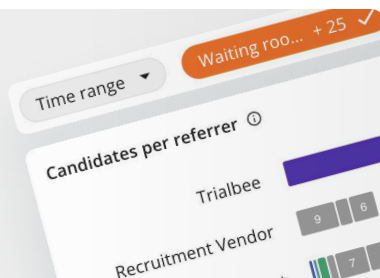 Time range
Waiting roo... + 25
Candidates per referrer
Trialbee
Recruitment Vendor
9 6
7